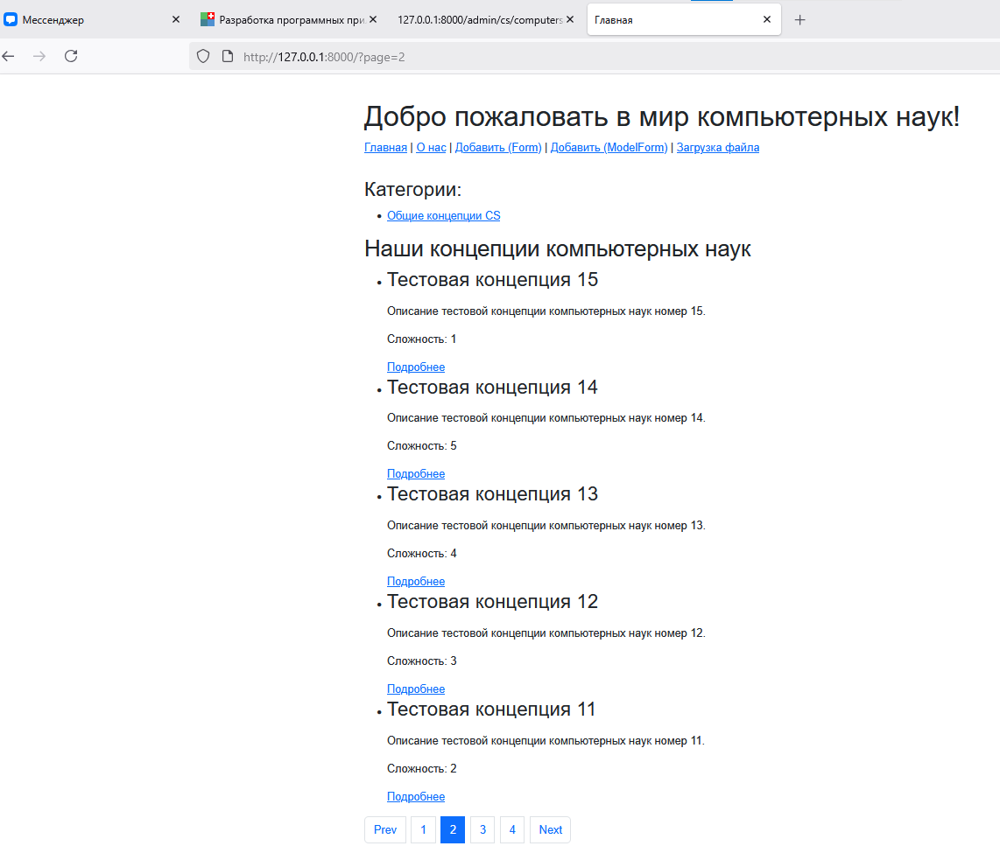 Мессенджер
Разработка программных при
127.0.0.1:8000/admin/cs/computers
Главная
http://127.0.0.1:8000/?page=2
Добро пожаловать в мир компьютерных наук!
Главная | О нас | Добавить (Form) | Добавить (ModelForm) | Загрузка файла
Категории:
Общие концепции CS
Наши концепции компьютерных наук
Тестовая концепция 15
Описание тестовой концепции компьютерных наук номер 15.
Сложность: 1
Подробнее
Тестовая концепция 14
Описание тестовой концепции компьютерных наук номер 14.
Сложность: 5
Подробнее
Тестовая концепция 13
Описание тестовой концепции компьютерных наук номер 13.
Сложность: 4
Подробнее
Тестовая концепция 12
Описание тестовой концепции компьютерных наук номер 12.
Сложность: 3
Подробнее
Тестовая концепция 11
Описание тестовой концепции компьютерных наук номер 11.
Сложность: 2
Подробнее
Prev 1 2 3 4 Next